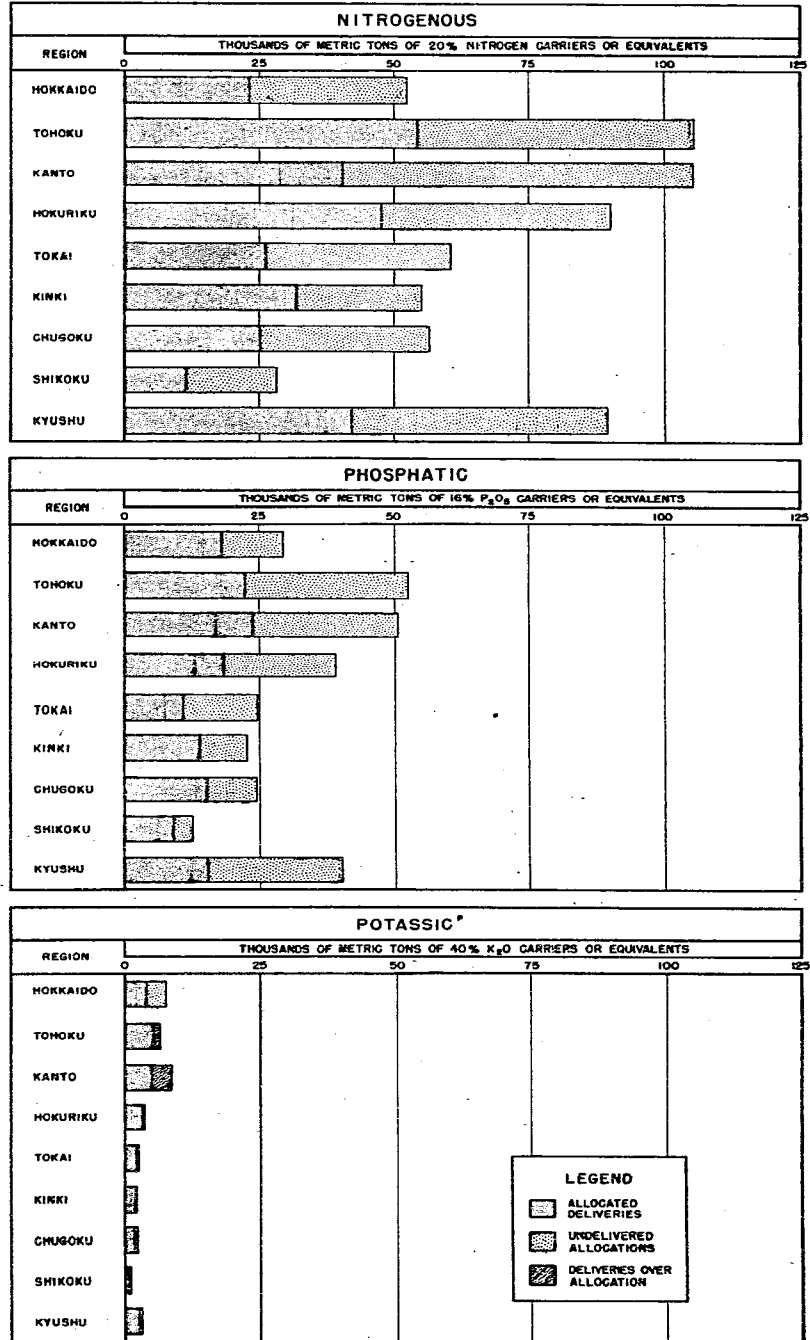 NITROGENOUS
REGION
THOUSANDS OF METRIC TONS OF 20% NITROGEN CARRIERS OR EQUIVALENTS
0 25 50 75 100 125
HOKKAIDO
TOHOKU
KANTO
HOKURIKU
TOKAI
KINKI
CHUGOKU
SHIKOKU
KYUSHU
PHOSPHATIC
REGION
THOUSANDS OF METRIC TONS OF 16% P₂O₅ CARRIERS OR EQUIVALENTS
0 25 50 75 100 125
HOKKAIDO
TOHOKU
KANTO
HOKURIKU
TOKAI
KINKI
CHUGOKU
SHIKOKU
KYUSHU
POTASSIC
REGION
THOUSANDS OF METRIC TONS OF 40% K₂O CARRIERS OR EQUIVALENTS
0 25 50 75 100 125
HOKKAIDO
TOHOKU
KANTO
HOKURIKU
TOKAI
KINKI
CHUGOKU
SHIKOKU
KYUSHU
LEGEND
ALLOCATED
DELIVERIES
UNDELIVERED
ALLOCATIONS
DELIVERIES OVER
ALLOCATION